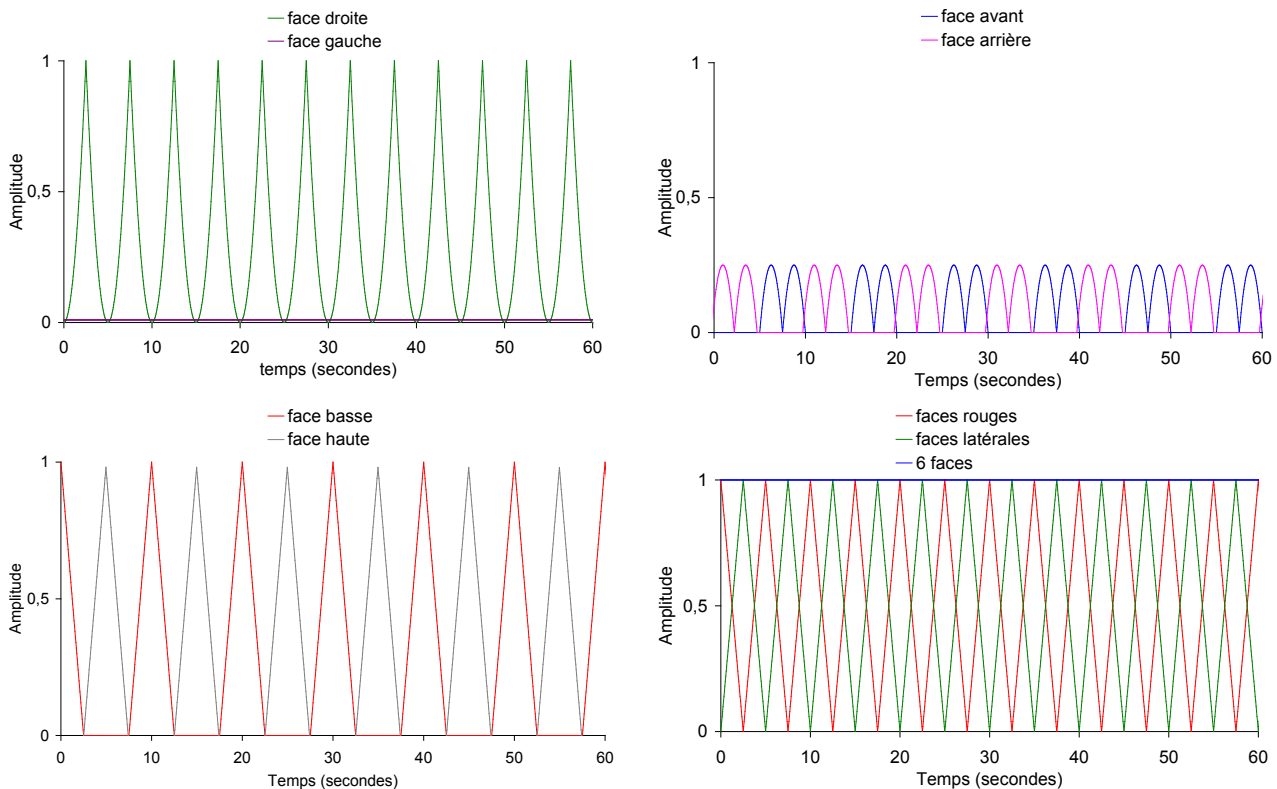 face droite
face gauche
Amplitude
1
0,5
0
0 10 20 30 40 50 60
temps (secondes)
face avant
face arrière
Amplitude
1
0,5
0
0 10 20 30 40 50 60
Temps (secondes)
face basse
face haute
Amplitude
1
0,5
0
0 10 20 30 40 50 60
Temps (secondes)
faces rouges
faces latérales
6 faces
Amplitude
1
0,5
0
0 10 20 30 40 50 60
Temps (secondes)